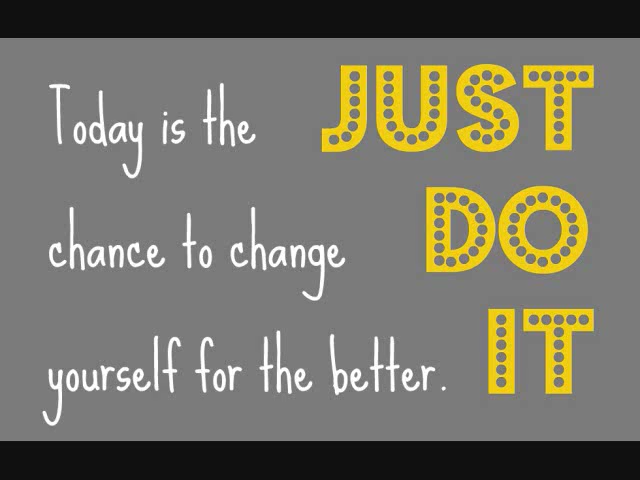 Today is the
chance to change
yourself for the better.
JUST
DO
IT